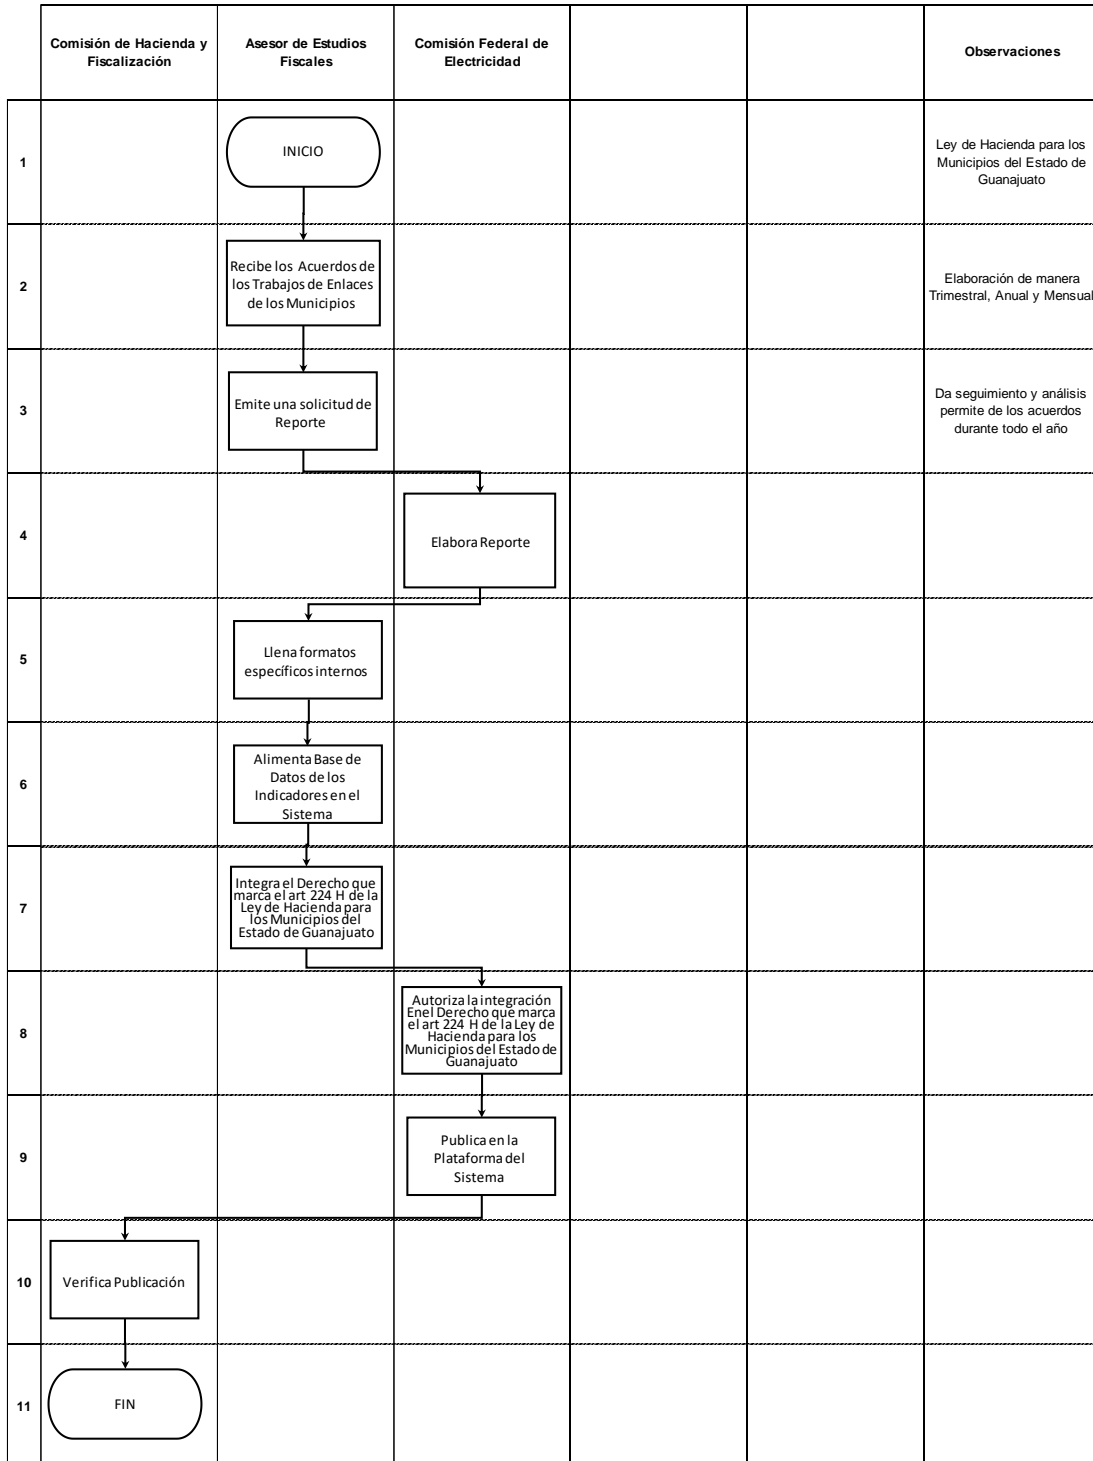 Comisión de Hacienda y
Fiscalización
Asesor de Estudios
Fiscales
Comisión Federal de
Electricidad
Observaciones
1
INICIO
Ley de Hacienda para los
Municipios del Estado de
Guanajuato
2
Recibe los Acuerdos de
los Trabajos de Enlaces
de los Municipios
Elaboración de manera
Trimestral, Anual y Mensual
3
Emite una solicitud de
Reporte
Da seguimiento y análisis
permite de los acuerdos
durante todo el año
4
Elabora Reporte
5
Llena formatos
específicos internos
6
Alimenta Base de
Datos de los
Indicadores en el
Sistema
7
Integra el Derecho que
marca el art 224 H de la
Ley de Hacienda para
los Municipios del
Estado de Guanajuato
8
Autoriza la integración
Enel Derecho que marca
el art 224 H de la Ley de
Hacienda para los
Municipios del Estado de
Guanajuato
9
Publica en la
Plataforma del
Sistema
10
Verifica Publicación
11
FIN